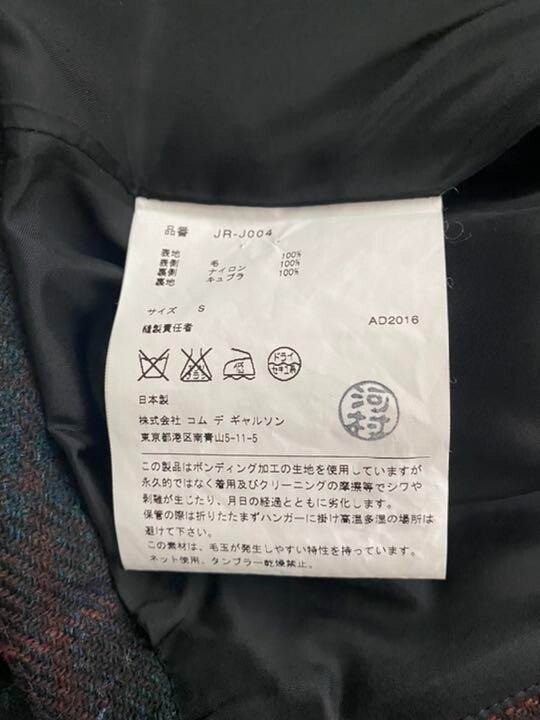 品番 JR-J004
表地
表側 毛 100%
裏側 ナイロン 100%
裏地 キュプラ 100%
サイズ S
縫製責任者
AD2016
エンソ
サラシ
低
ドライ
セキユ系
日本製
株式会社 コム デ ギャルソン
東京都港区南青山5-11-5
河村
この製品はボンディング加工の生地を使用していますが
永久的ではなく着用及びクリーニングの摩擦等でシワや
剥離が生じたり、月日の経過とともに劣化します。
保管の際は折りたたまずハンガーに掛け高温多湿の場所は
避けて下さい。
この素材は、毛玉が発生しやすい特性を持っています。
ネット使用、タンブラー乾燥禁止。